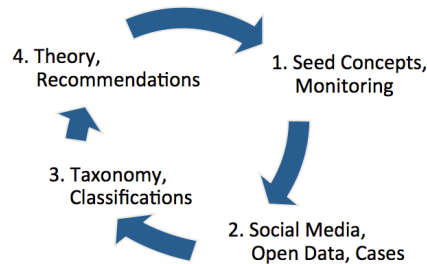 1. Seed Concepts,
Monitoring
2. Social Media,
Open Data, Cases
3. Taxonomy,
Classifications
4. Theory,
Recommendations